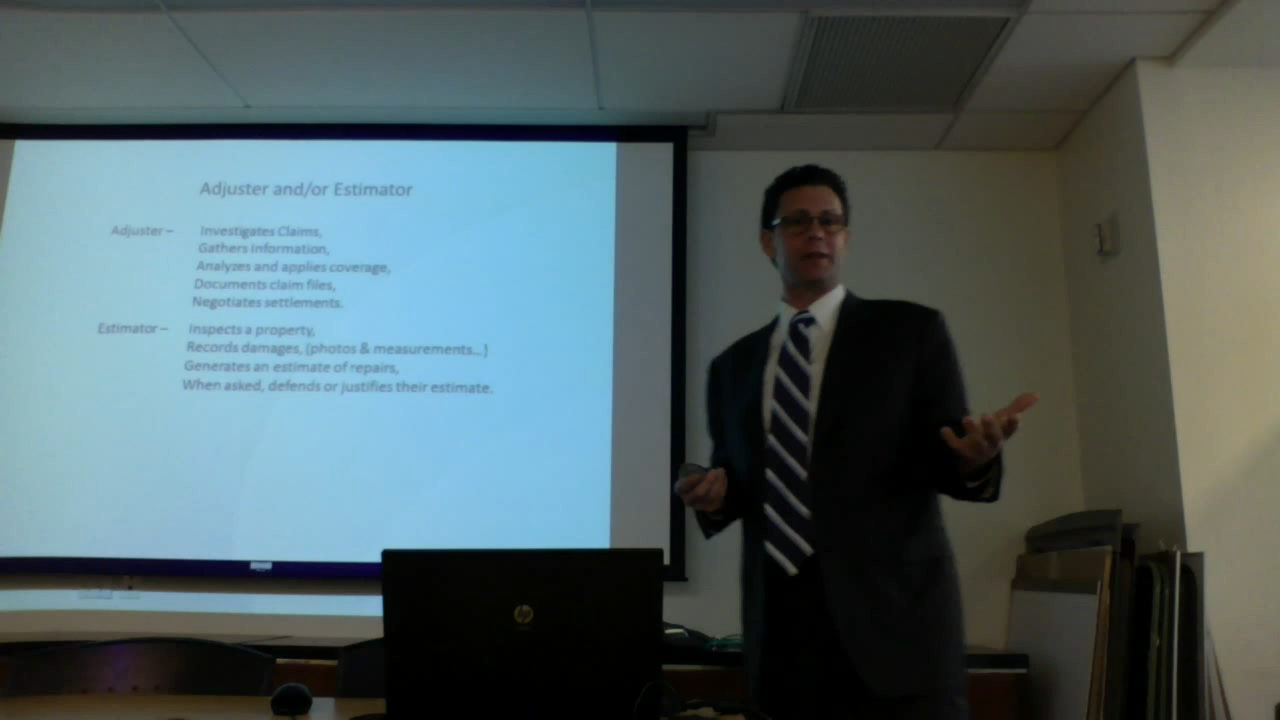 Adjuster and/or Estimator
Adjuster – Investigates Claims,
Gathers Information,
Analyzes and applies coverage,
Documents claim files,
Negotiates settlements.
Estimator – Inspects a property,
Records damages, (photos & measurements...)
Generates an estimate of repairs,
When asked, defends or justifies their estimate.
hp